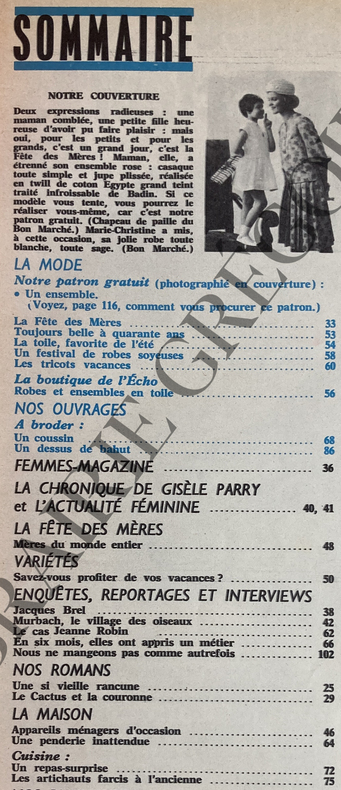 SOMMAIRE
NOTRE COUVERTURE
Deux expressions radieuses : une
maman comblée, une petite fille heu-
reuse d'avoir pu faire plaisir : mais
oui, pour les petits et pour les
grands, c'est un grand jour, c'est la
Fête des Mères ! Maman, elle, a
étrenné son ensemble rose : casaque
toute simple et jupe plissée, réalisée
en twill de coton Egypte grand teint
traité infroissable de Badin. Si ce
modèle vous tente, vous pourrez le
réaliser vous-même, car c'est notre
patron gratuit. (Chapeau de paille du
Bon Marché.) Marie-Christine a mis,
à cette occasion, sa jolie robe toute
blanche, toute sage. (Bon Marché.)
LA MODE
Notre patron gratuit (photographié en couverture) :
• Un ensemble.
(Voyez, page 116, comment vous procurer ce patron.)
La Fête des Mères ........ 33
Toujours belle à quarante ans ........ 53
La toile, favorite de l'été ........ 54
Un festival de robes soyeuses ........ 58
Les tricots vacances ........ 60
La boutique de l'Écho
Robes et ensembles en toile ........ 56
NOS OUVRAGES
A broder :
Un coussin ........ 68
Un dessus de bahut ........ 86
FEMMES-MAGAZINE ........ 36
LA CHRONIQUE DE GISÈLE PARRY
et L'ACTUALITÉ FÉMININE ........ 40, 41
LA FÊTE DES MÈRES
Mères du monde entier ........ 48
VARIÉTÉS
Savez-vous profiter de vos vacances ? ........ 50
ENQUÊTES, REPORTAGES ET INTERVIEWS
Jacques Brel ........ 38
Murbach, le village des oiseaux ........ 42
Le cas Jeanne Robin ........ 62
En six mois, elles ont appris un métier ........ 66
Nous ne mangeons pas comme autrefois ........ 102
NOS ROMANS
Une si vieille rancune ........ 25
Le Cactus et la couronne ........ 29
LA MAISON
Appareils ménagers d'occasion ........ 46
Une penderie inattendue ........ 64
Cuisine :
Un repas-surprise ........ 72
Les artichauts farcis à l'ancienne ........ 75